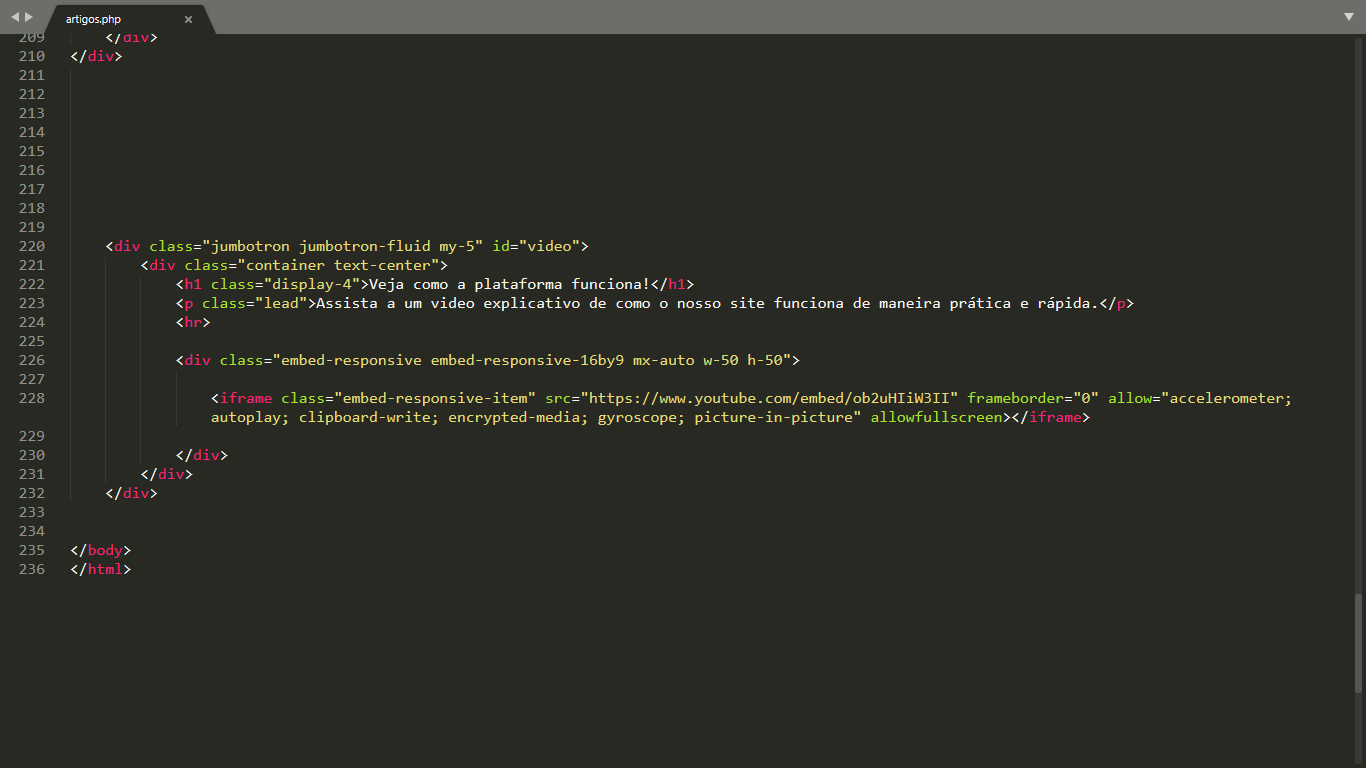 artigos.php ×
209 </div>
210 </div>
211
212
213
214
215
216
217
218
219
220 <div class="jumbotron jumbotron-fluid my-5" id="video">
221 <div class="container text-center">
222 <h1 class="display-4">Veja como a plataforma funciona!</h1>
223 <p class="lead">Assista a um video explicativo de como o nosso site funciona de maneira prática e rápida.</p>
224 <hr>
225
226 <div class="embed-responsive embed-responsive-16by9 mx-auto w-50 h-50">
227
228 <iframe class="embed-responsive-item" src="https://www.youtube.com/embed/ob2uHIiW3II" frameborder="0" allow="accelerometer;
autoplay; clipboard-write; encrypted-media; gyroscope; picture-in-picture" allowfullscreen></iframe>
229
230 </div>
231 </div>
232 </div>
233
234
235 </body>
236 </html>